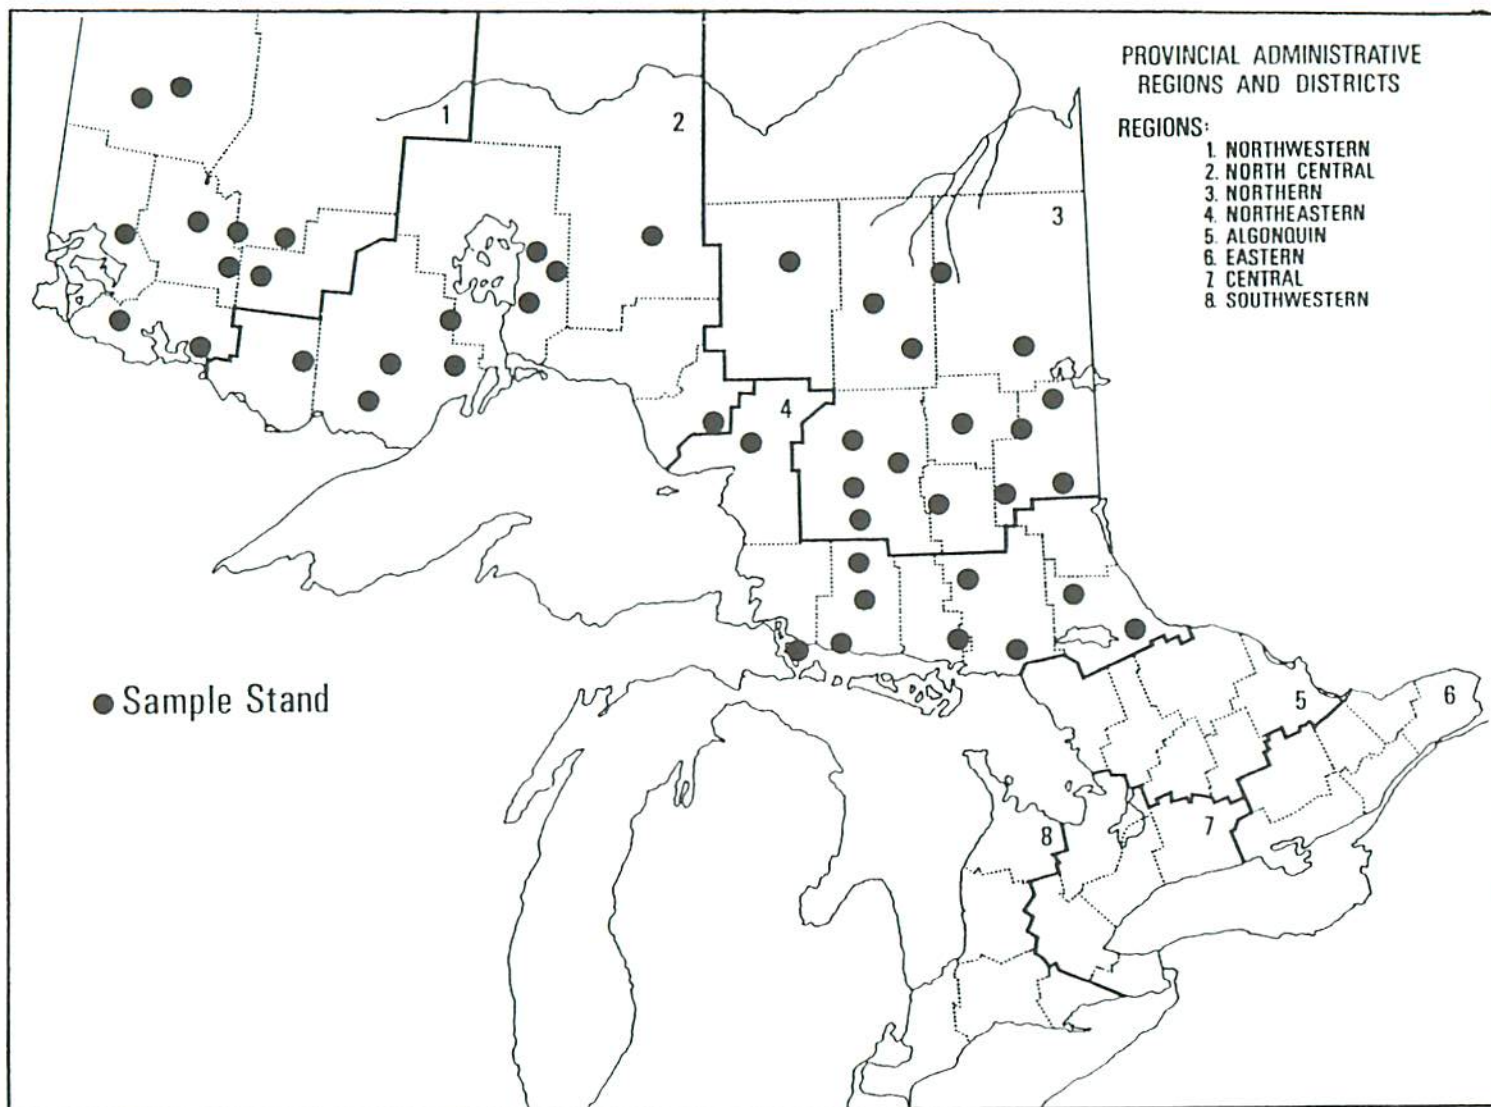 PROVINCIAL ADMINISTRATIVE
REGIONS AND DISTRICTS
REGIONS:
1. NORTHWESTERN
2. NORTH CENTRAL
3. NORTHERN
4. NORTHEASTERN
5. ALGONQUIN
6. EASTERN
7. CENTRAL
8. SOUTHWESTERN
1
2
3
4
Sample Stand
5
6
7
8